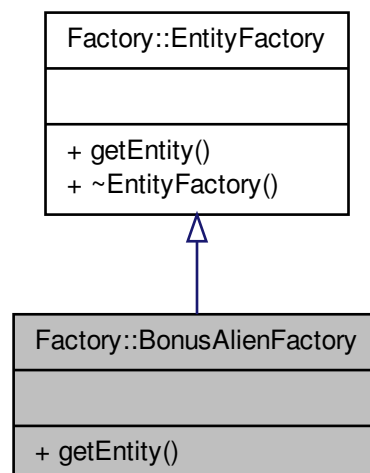 Factory::EntityFactory
+ getEntity()
+ ~EntityFactory()
Factory::BonusAlienFactory
+ getEntity()